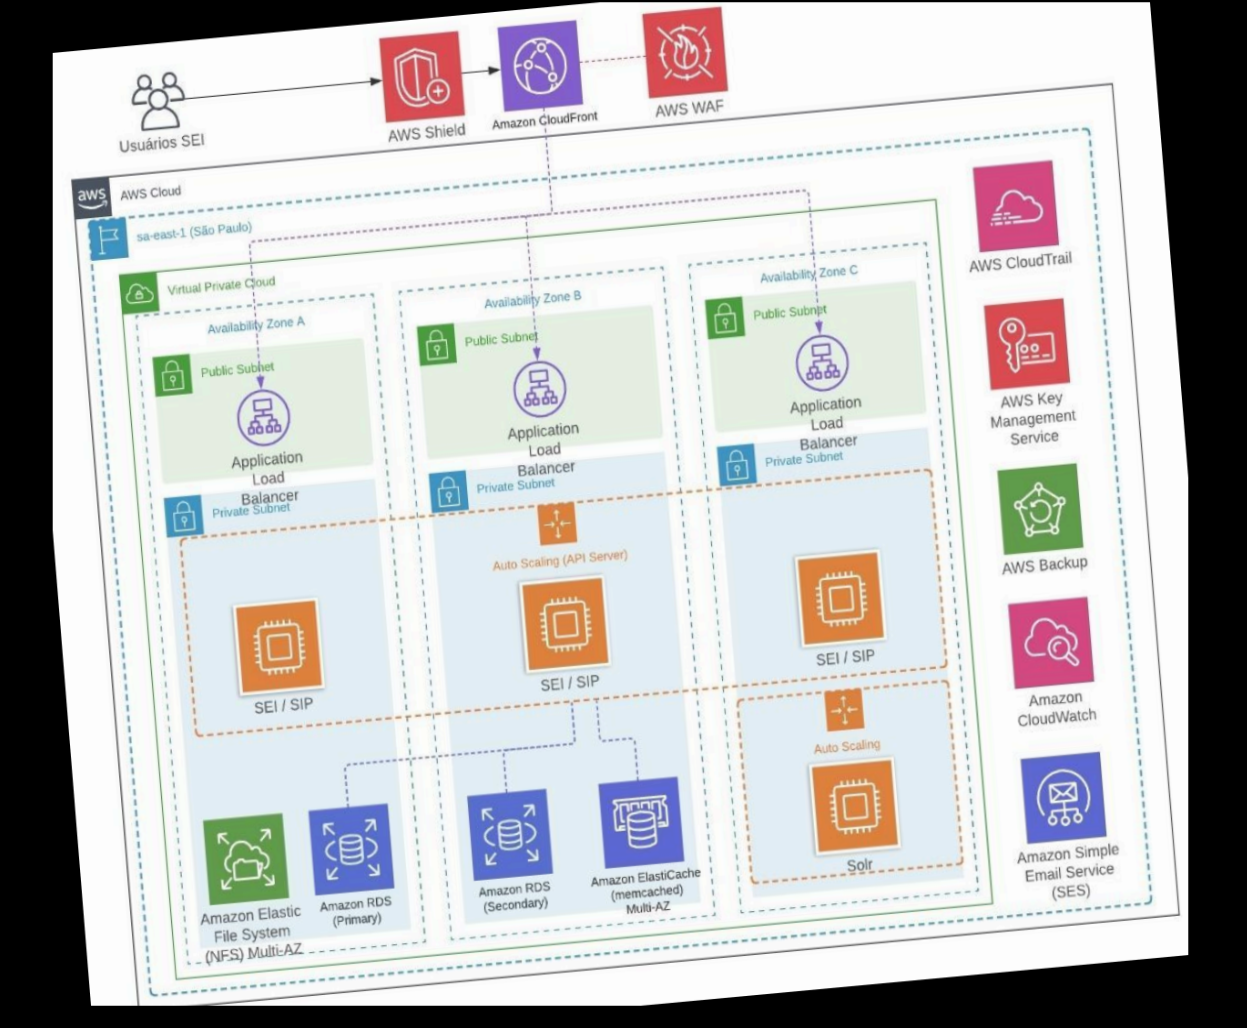 Usuários SEI
AWS Shield
Amazon CloudFront
AWS WAF
aws
AWS Cloud
sa-east-1 (São Paulo)
Virtual Private Cloud
Availability Zone A
Public Subnet
Application
Load
Balancer
Private Subnet
SEI / SIP
Amazon Elastic
File System
(NFS) Multi-AZ
Amazon RDS
(Primary)
Availability Zone B
Public Subnet
Application
Load
Balancer
Private Subnet
Auto Scaling (API Server)
SEI / SIP
Amazon RDS
(Secondary)
Amazon ElastiCache
(memcached)
Multi-AZ
Availability Zone C
Public Subnet
Application
Load
Balancer
Private Subnet
SEI / SIP
Auto Scaling
Solr
AWS CloudTrail
AWS Key
Management
Service
AWS Backup
Amazon
CloudWatch
Amazon Simple
Email Service
(SES)